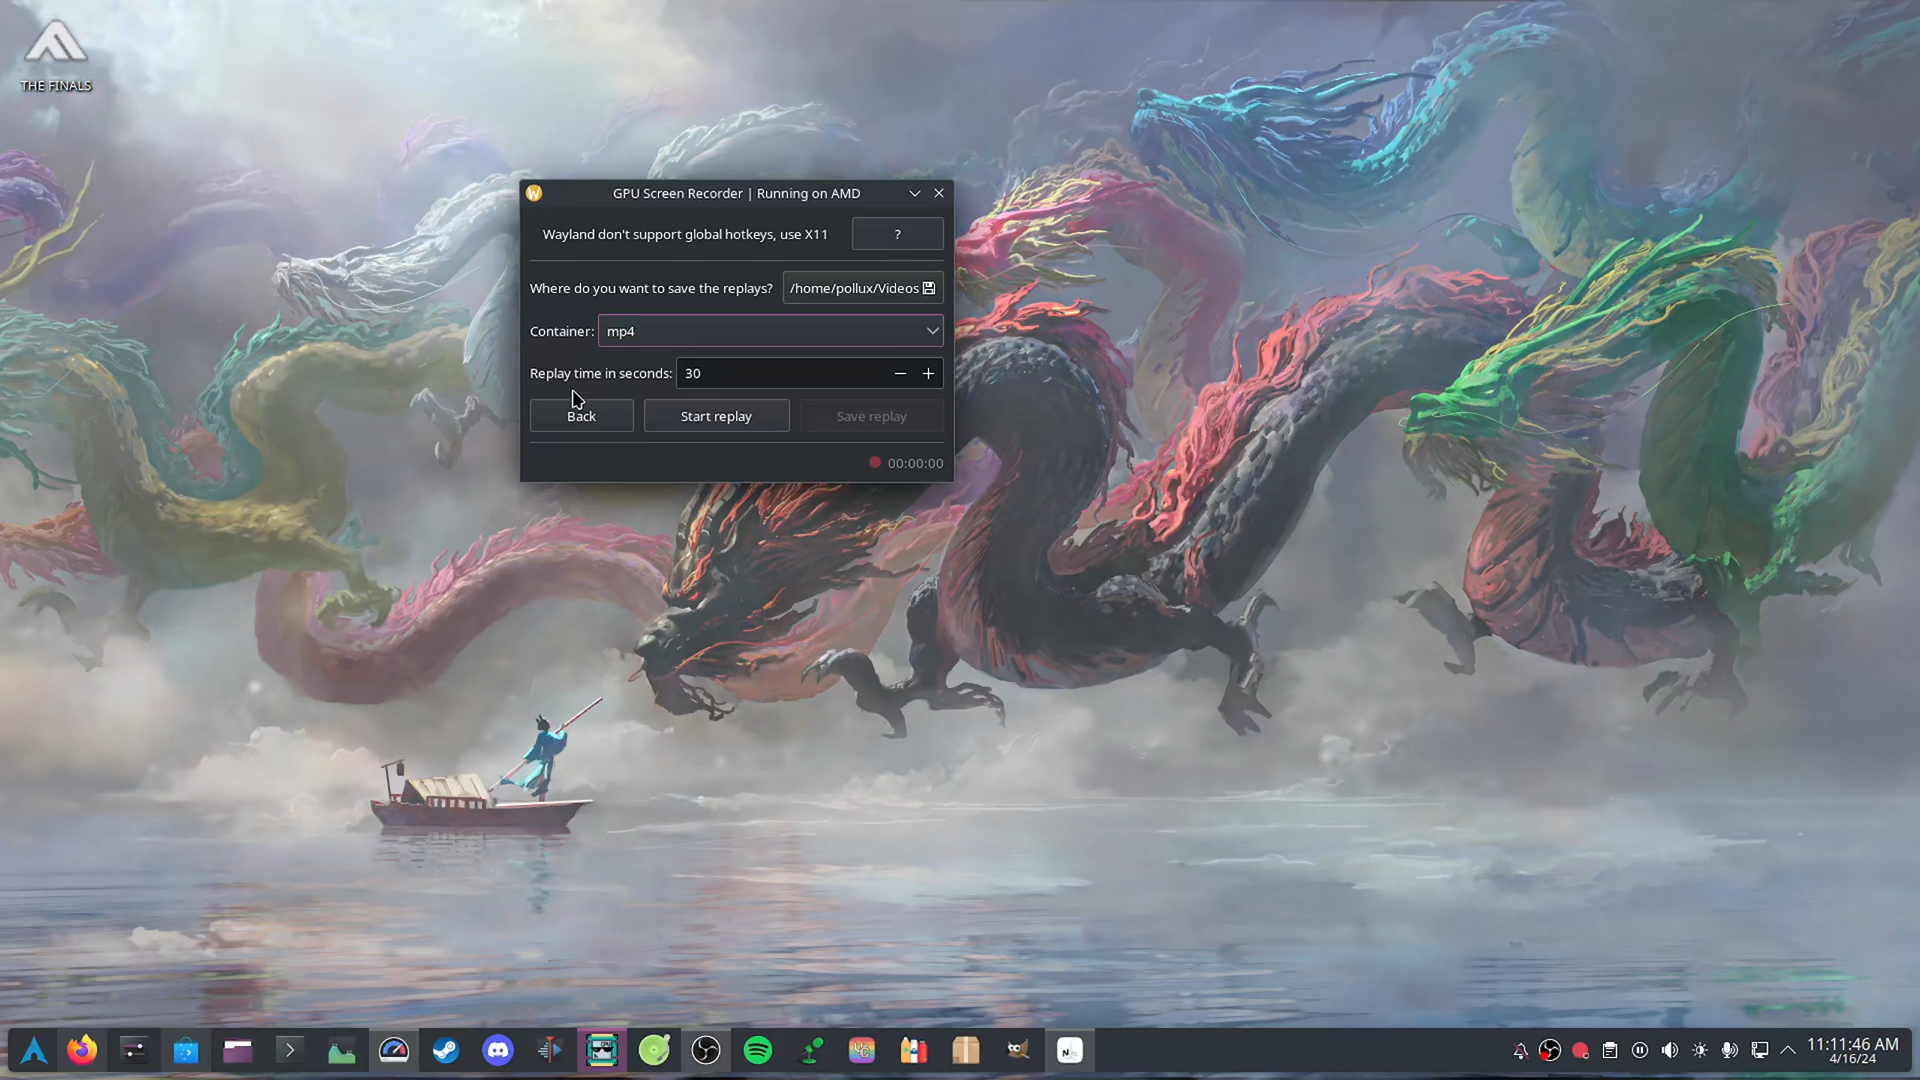 THE FINALS
GPU Screen Recorder | Running on AMD
Wayland don't support global hotkeys, use X11
?
Where do you want to save the replays? /home/pollux/Videos
Container: mp4
Replay time in seconds: 30
Back Start replay Save replay
00:00:00
11:11:46 AM
4/16/24